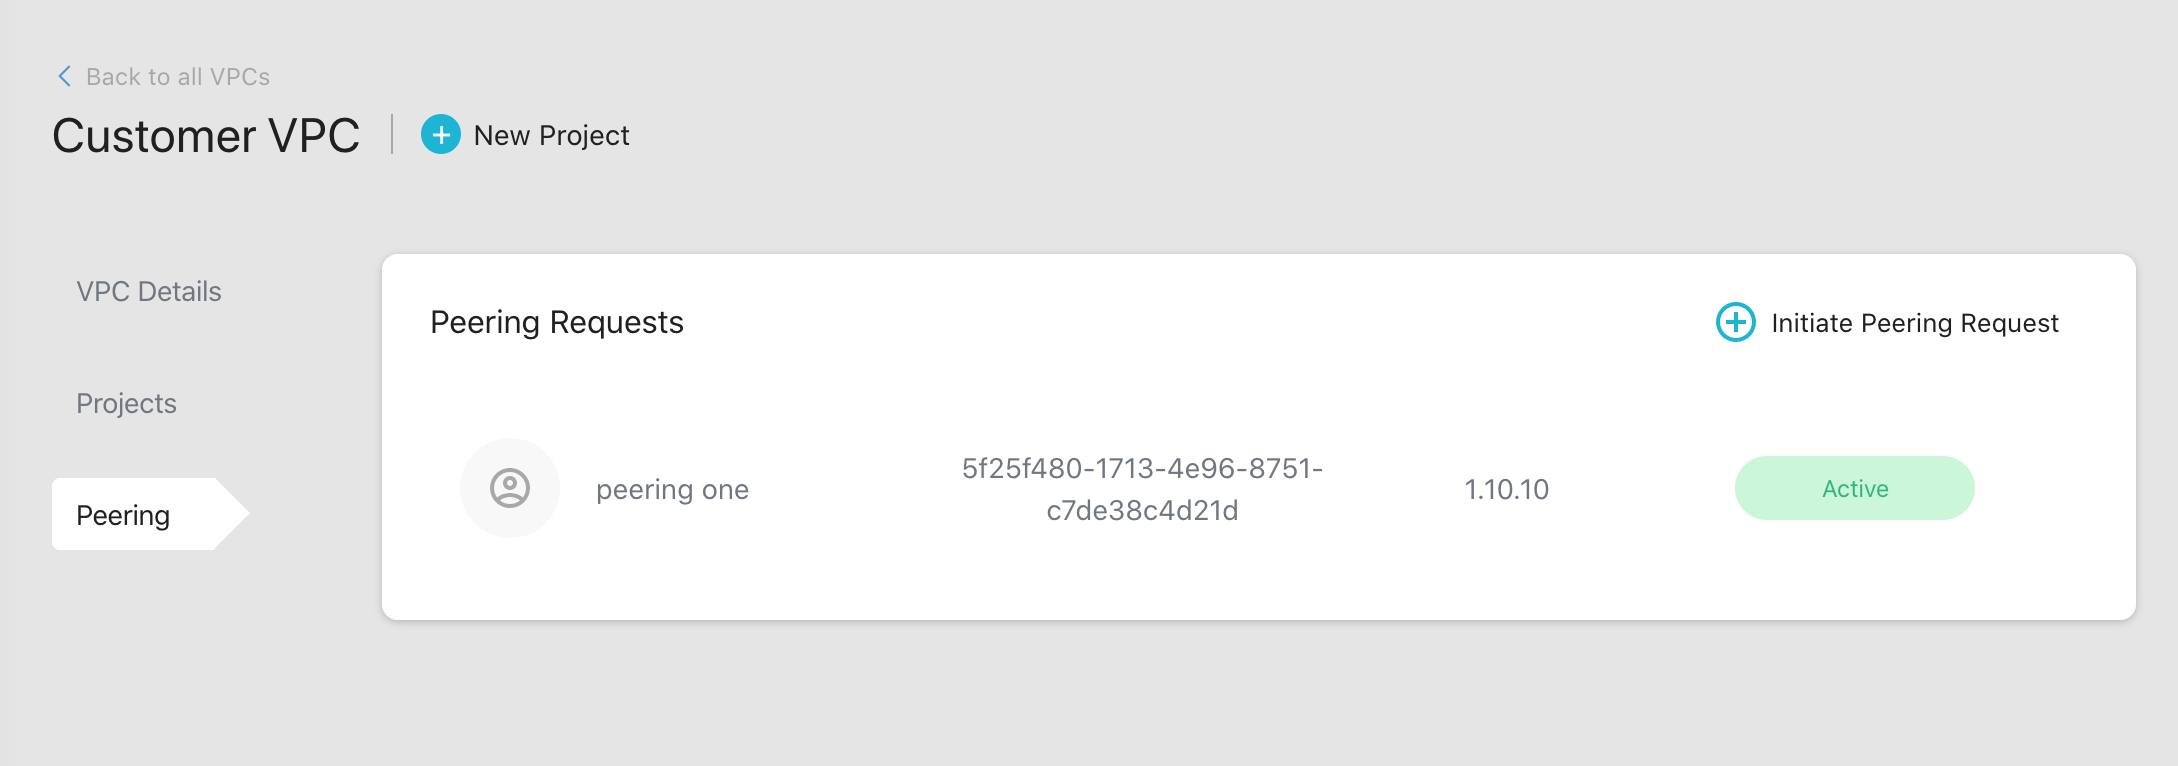 Back to all VPCs
Customer VPC
New Project
VPC Details
Projects
Peering
Peering Requests
Initiate Peering Request
peering one
5f25f480-1713-4e96-8751-
c7de38c4d21d
1.10.10
Active